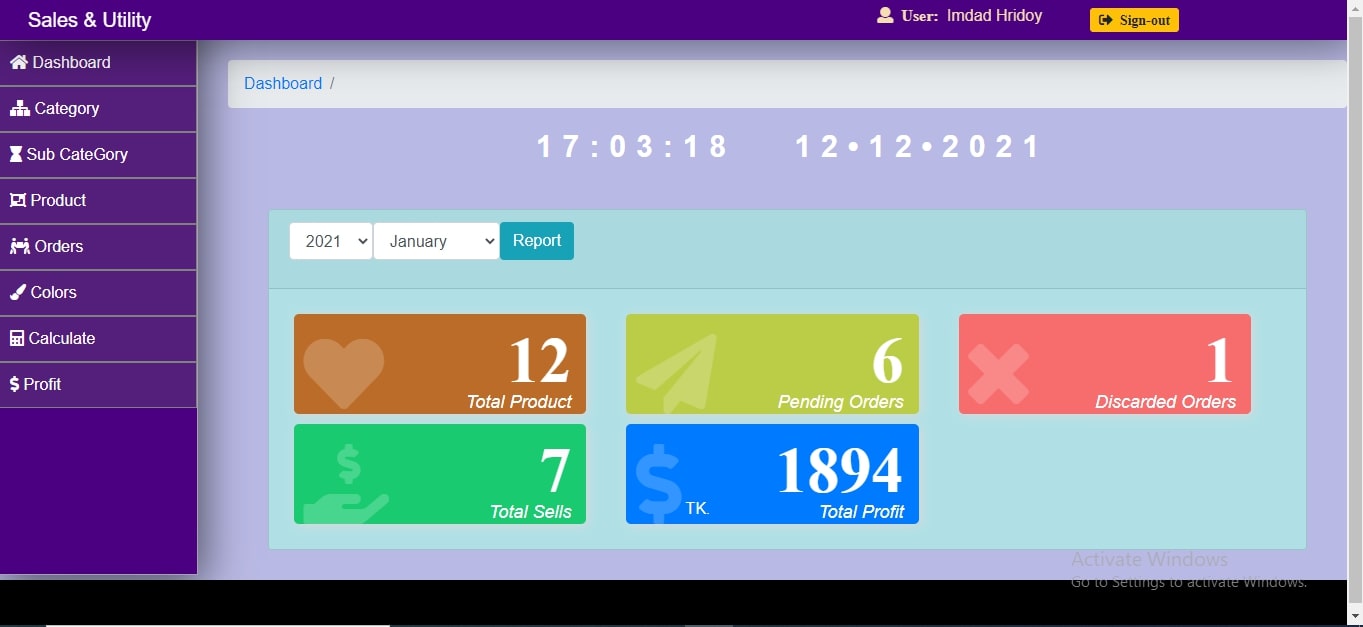 Sales & Utility
User: Imdad Hridoy
Sign-out
Dashboard
Category
Sub CateGory
Product
Orders
Colors
Calculate
$ Profit
Dashboard /
17:03:18 12•12•2021
2021 January Report
12
Total Product
6
Pending Orders
1
Discarded Orders
$
7
Total Sells
$ TK.
1894
Total Profit
Activate Windows
Go to Settings to activate Windows.